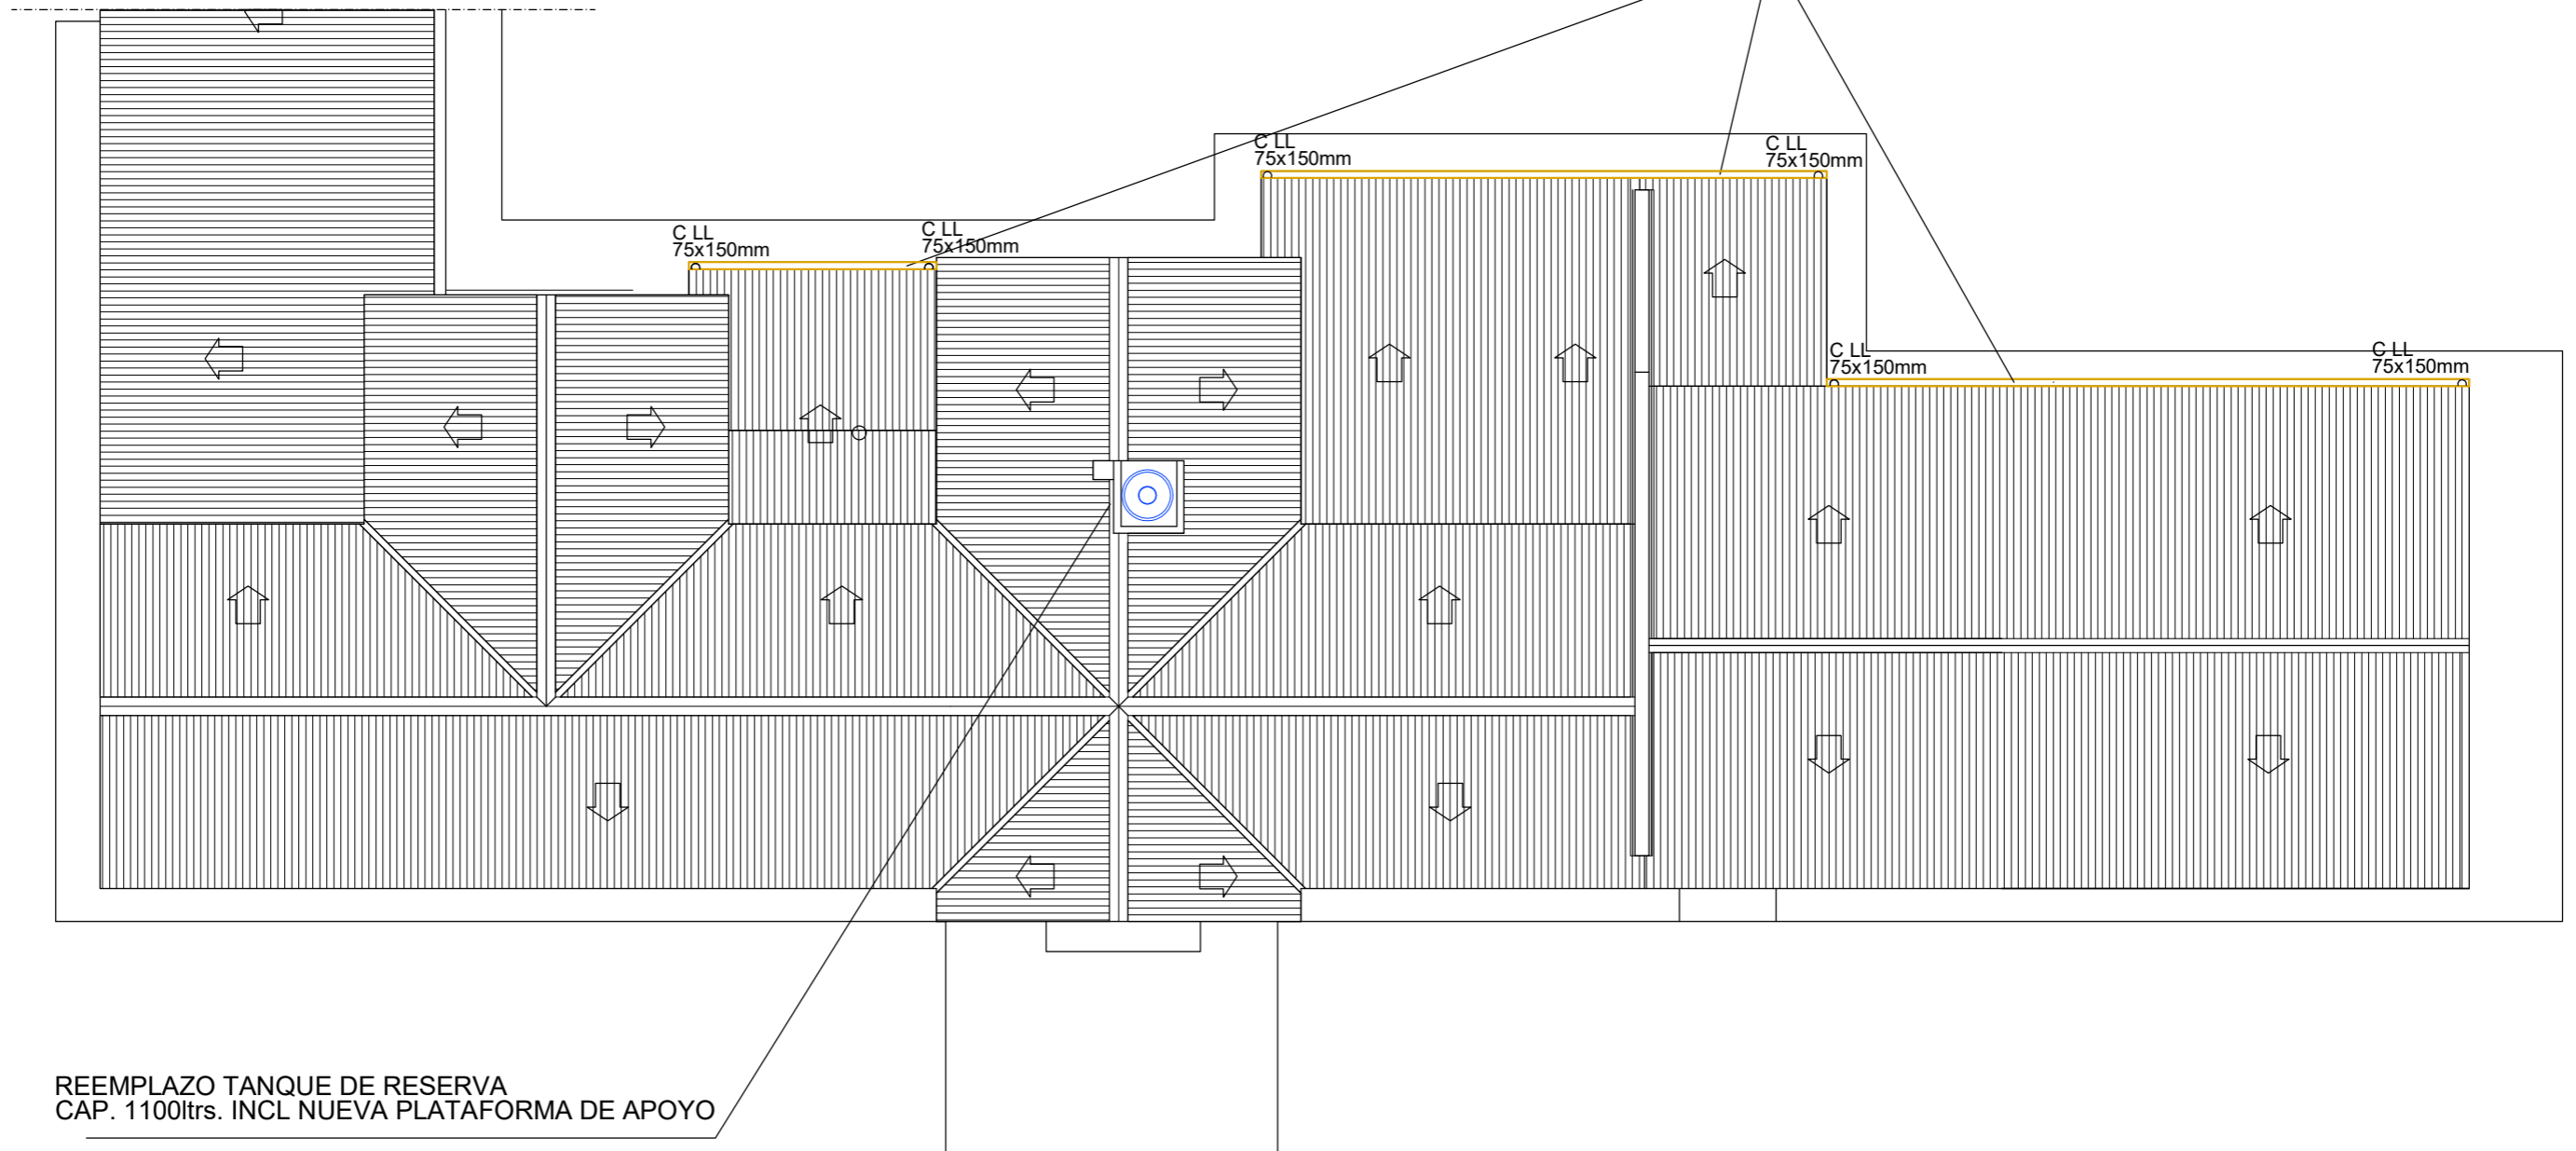 C LL
75x150mm
C LL
75x150mm
C LL
75x150mm
C LL
75x150mm
C LL
75x150mm
C LL
75x150mm
REEMPLAZO TANQUE DE RESERVA
CAP. 1100ltrs. INCL NUEVA PLATAFORMA DE APOYO